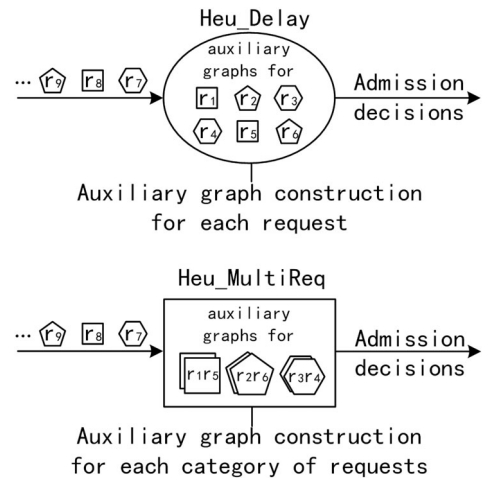 Heu_Delay
auxiliary
graphs for
... r9 r8 r7
r1 r2 r3
r4 r5 r6
Admission
decisions
Auxiliary graph construction
for each request
Heu_MultiReq
auxiliary
graphs for
... r9 r8 r7
r1r5 r2r6 r3r4
Admission
decisions
Auxiliary graph construction
for each category of requests